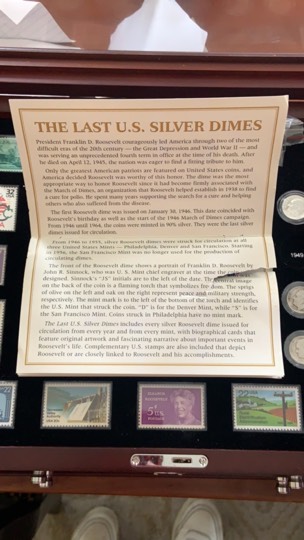 THE LAST U.S. SILVER DIMES
President Franklin D. Roosevelt courageously led America through two of the most
difficult eras of the 20th century — the Great Depression and World War II — and
was serving an unprecedented fourth term in office at the time of his death. After
he died on April 12, 1945, the nation was eager to find a fitting tribute to him.
Only the greatest American patriots are featured on United States coins, and
America decided Roosevelt was worthy of this honor. The dime was the most
appropriate way to honor Roosevelt since it had become firmly associated with
the March of Dimes, an organization that Roosevelt helped establish in 1938 to find
a cure for polio. He spent many years supporting the search for a cure and helping
others who also suffered from the disease.
The first Roosevelt dime was issued on January 30, 1946. This date coincided with
Roosevelt's birthday as well as the start of the 1946 March of Dimes campaign.
From 1946 until 1964, the coins were minted in 90% silver. They were the last silver
dimes issued for circulation.
From 1946 to 1955, silver Roosevelt dimes were struck for circulation at all
three United States Mints — Philadelphia, Denver and San Francisco. Starting
in 1956, the San Francisco Mint was no longer used for the production of
circulating dimes.
The front of the Roosevelt dime shows a portrait of Franklin D. Roosevelt by
John R. Sinnock, who was U. S. Mint chief engraver at the time the
designed. Sinnock's "JS" initials are to the left of the date. The image
on the back of the coin is a flaming torch that symbolizes freedom. The sprigs
of olive on the left and oak on the right represent peace and military strength,
respectively. The mint mark is to the left of the bottom of the torch and identifies
the U.S. Mint that struck the coin. "D" is for the Denver Mint, while "S" is for
the San Francisco Mint. Coins struck in Philadelphia have no mint mark.
The Last U.S. Silver Dimes includes every silver Roosevelt dime issued for
circulation from every year and from every mint, with biographical cards that
feature original artwork and fascinating narrative about important events in
Roosevelt's life. Complementary U.S. stamps are also included that depict
Roosevelt or are closely linked to Roosevelt and his accomplishments.
32
1949
5¢